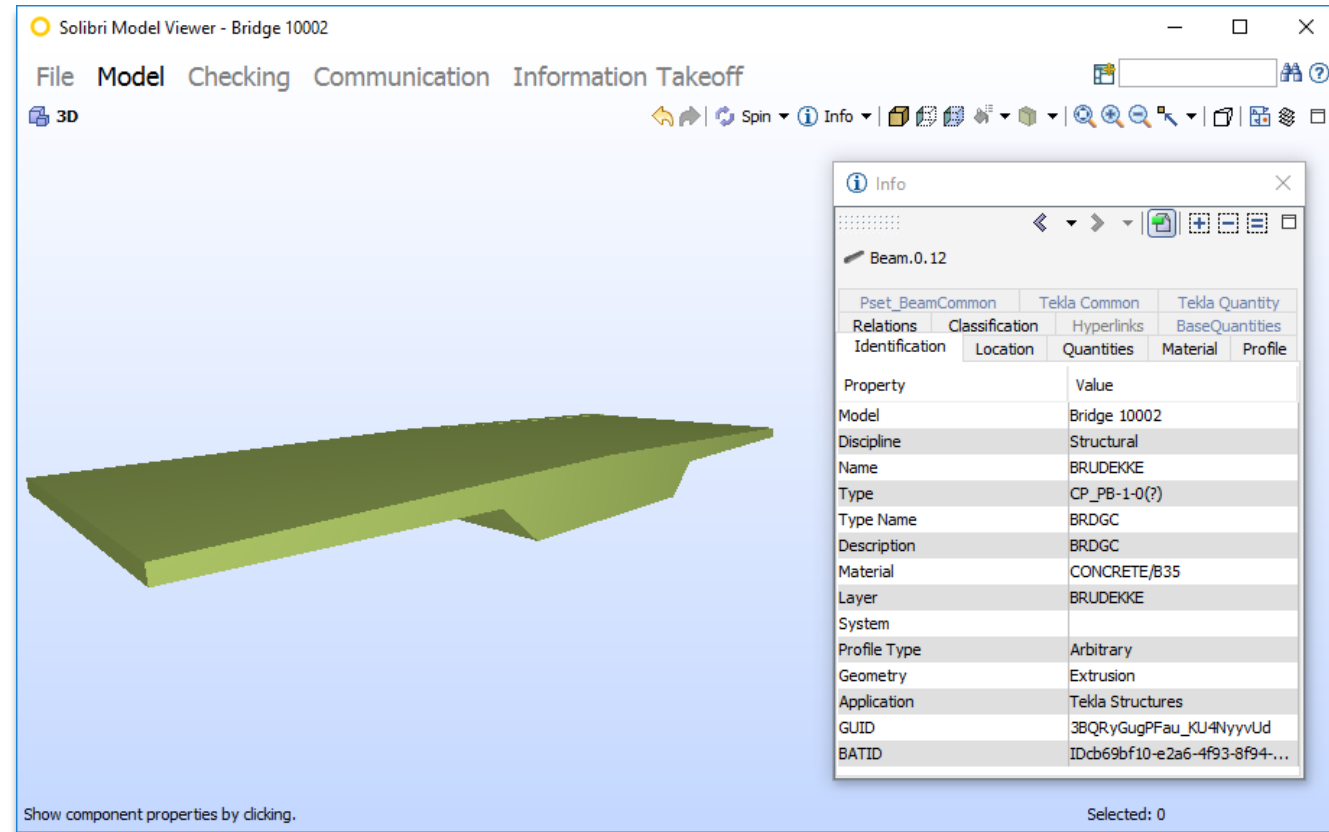 Solibri Model Viewer - Bridge 10002
File Model Checking Communication Information Takeoff
3D Spin Info
Info
Beam.0.12
Pset_BeamCommon Tekla Common Tekla Quantity
Relations Classification Hyperlinks BaseQuantities
Identification Location Quantities Material Profile
Property Value
Model Bridge 10002
Discipline Structural
Name BRUDEKKE
Type CP_PB-1-0(?)
Type Name BRDGC
Description BRDGC
Material CONCRETE/B35
Layer BRUDEKKE
System
Profile Type Arbitrary
Geometry Extrusion
Application Tekla Structures
GUID 3BQRyGugPFau_KU4NyyvUd
BATID IDcb69bf10-e2a6-4f93-8f94-...
Show component properties by clicking. Selected: 0